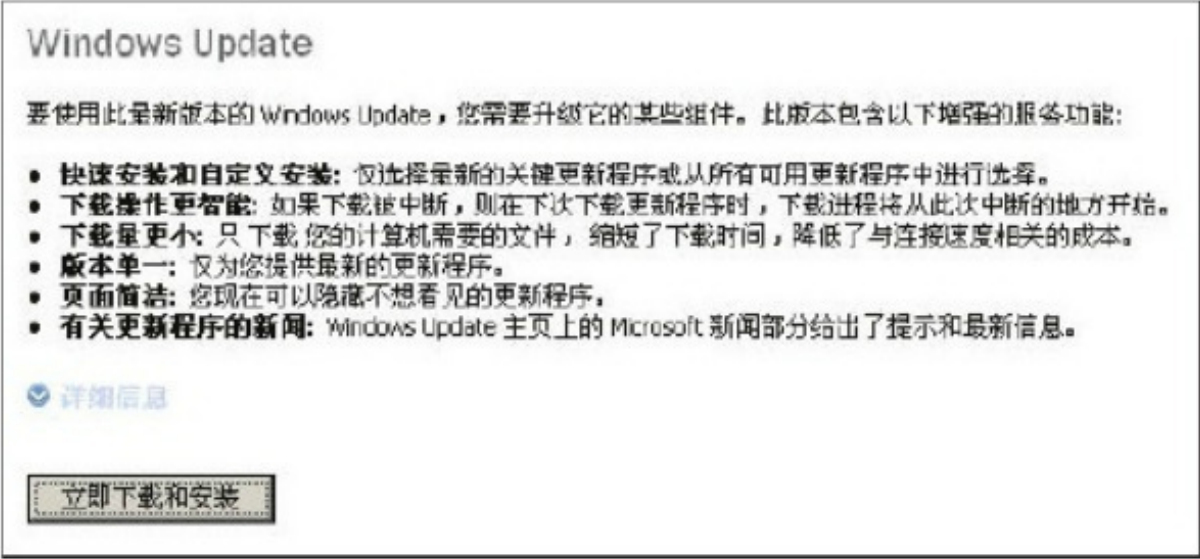 Windows Update
要使用此最新版本的 Windows Update，您需要升级它的某些组件。此版本包含以下增强的服务功能:
• 快速安装和自定义安装: 仅选择最新的关键更新程序或从所有可用更新程序中进行选择。
• 下载操作更智能: 如果下载被中断，则在下次下载更新程序时，下载进程将从此次中断的地方开始。
• 下载量更小: 只 下载 您的计算机需要的文件， 缩短了下载时间，降低了与连接速度相关的成本。
• 版本单一: 仅为您提供最新的更新程序。
• 页面简洁: 您现在可以隐藏不想看见的更新程序。
• 有关更新程序的新闻: Windows Update 主页上的 Microsoft 新闻部分给出了提示和最新信息。
详细信息
立即下载和安装